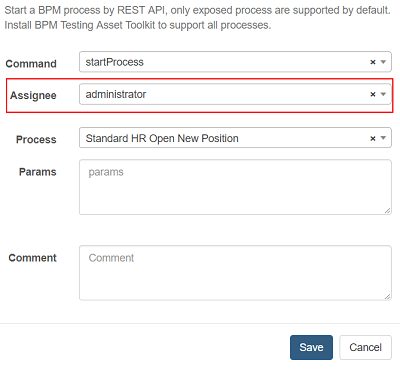 Start a BPM process by REST API, only exposed process are supported by default.
Install BPM Testing Asset Toolkit to support all processes.
Command startProcess × 
Assignee administrator ×
Process Standard HR Open New Position ×
Params params
Comment Comment
Save Cancel